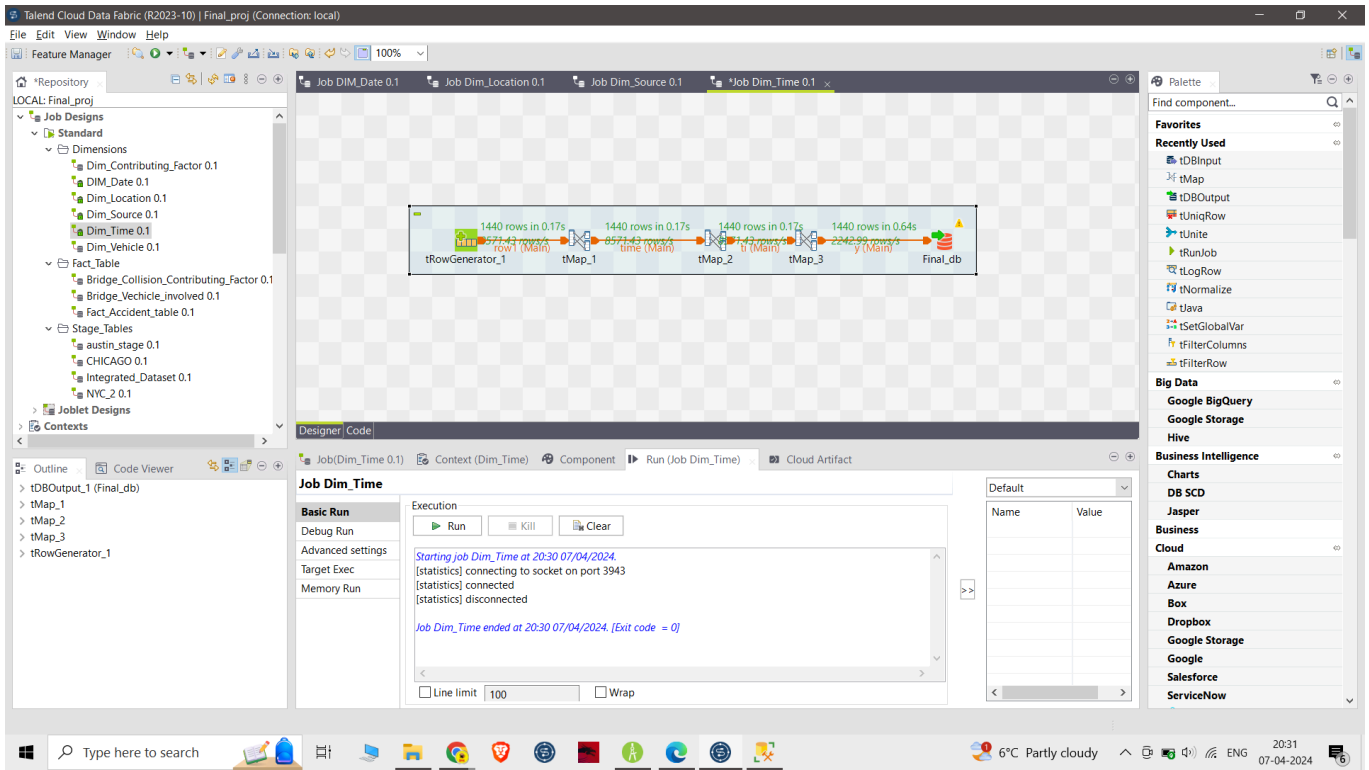 Talend Cloud Data Fabric (R2023-10) | Final_proj (Connection: local)
File Edit View Window Help
Feature Manager 100%
*Repository
LOCAL: Final_proj
Job Designs
Standard
Dimensions
Dim_Contributing_Factor 0.1
DIM_Date 0.1
Dim_Location 0.1
Dim_Source 0.1
Dim_Time 0.1
Dim_Vehicle 0.1
Fact_Table
Bridge_Collision_Contributing_Factor 0.1
Bridge_Vechicle_involved 0.1
Fact_Accident_table 0.1
Stage_Tables
austin_stage 0.1
CHICAGO 0.1
Integrated_Dataset 0.1
NYC_2 0.1
Joblet Designs
Contexts
Outline Code Viewer
tDBOutput_1 (Final_db)
tMap_1
tMap_2
tMap_3
tRowGenerator_1
Job DIM_Date 0.1 Job Dim_Location 0.1 Job Dim_Source 0.1 *Job Dim_Time 0.1
1440 rows in 0.17s 1440 rows in 0.17s 1440 rows in 0.17s 1440 rows in 0.64s
8571.43 rows/s 8571.43 rows/s 8571.43 rows/s 2242.99 rows/s
row1 (Main) time (Main) ti (Main) y (Main)
tRowGenerator_1 tMap_1 tMap_2 tMap_3 Final_db
Designer Code
Job(Dim_Time 0.1) Context (Dim_Time) Component Run (Job Dim_Time) Cloud Artifact
Job Dim_Time
Basic Run
Debug Run
Advanced settings
Target Exec
Memory Run
Execution
Run Kill Clear
Starting job Dim_Time at 20:30 07/04/2024.
[statistics] connecting to socket on port 3943
[statistics] connected
[statistics] disconnected
Job Dim_Time ended at 20:30 07/04/2024. [Exit code = 0]
Line limit 100 Wrap
>>
Default
Name Value
Palette
Find component...
Favorites
Recently Used
tDBInput
tMap
tDBOutput
tUniqRow
tUnite
tRunJob
tLogRow
tNormalize
tJava
tSetGlobalVar
tFilterColumns
tFilterRow
Big Data
Google BigQuery
Google Storage
Hive
Business Intelligence
Charts
DB SCD
Jasper
Business
Cloud
Amazon
Azure
Box
Dropbox
Google Storage
Google
Salesforce
ServiceNow
Type here to search
6°C Partly cloudy ENG 20:31
07-04-2024
6